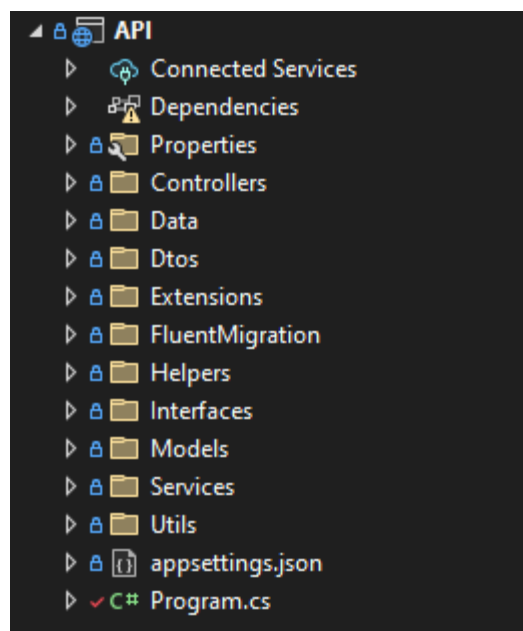 API
Connected Services
Dependencies
Properties
Controllers
Data
Dtos
Extensions
FluentMigration
Helpers
Interfaces
Models
Services
Utils
appsettings.json
C# Program.cs